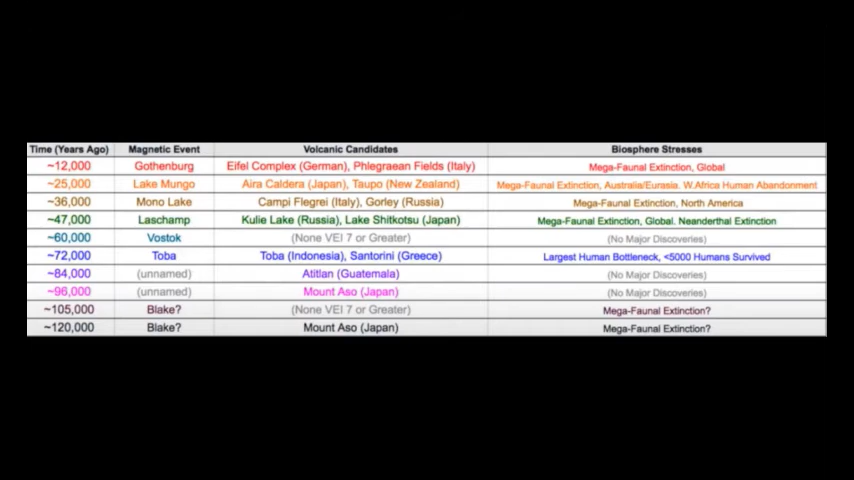 Time (Years Ago) Magnetic Event Volcanic Candidates Biosphere Stresses
~12,000 Gothenburg Eifel Complex (German), Phlegraean Fields (Italy) Mega-Faunal Extinction, Global
~25,000 Lake Mungo Aira Caldera (Japan), Taupo (New Zealand) Mega-Faunal Extinction, Australia/Eurasia. W.Africa Human Abandonment
~36,000 Mono Lake Campi Flegrei (Italy), Gorley (Russia) Mega-Faunal Extinction, North America
~47,000 Laschamp Kulie Lake (Russia), Lake Shitkotsu (Japan) Mega-Faunal Extinction, Global. Neanderthal Extinction
~60,000 Vostok (None VEI 7 or Greater) (No Major Discoveries)
~72,000 Toba Toba (Indonesia), Santorini (Greece) Largest Human Bottleneck, <5000 Humans Survived
~84,000 (unnamed) Atitlan (Guatemala) (No Major Discoveries)
~96,000 (unnamed) Mount Aso (Japan) (No Major Discoveries)
~105,000 Blake? (None VEI 7 or Greater) Mega-Faunal Extinction?
~120,000 Blake? Mount Aso (Japan) Mega-Faunal Extinction?